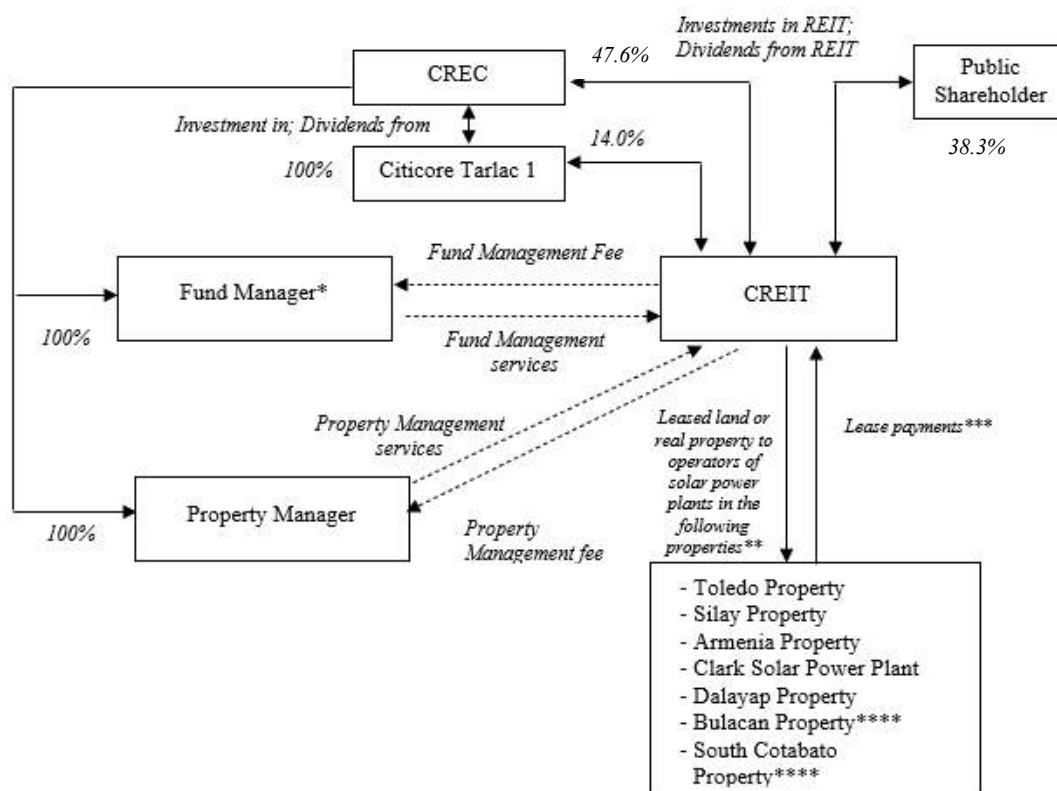 Investments in REIT;
Dividends from REIT
47.6%
CREC
Public
Shareholder
38.3%
Investment in; Dividends from
14.0%
100%
Citicore Tarlac 1
Fund Management Fee
Fund Manager*
CREIT
100%
Fund Management
services
Property Management
services
Leased land or
real property to
operators of
solar power
plants in the
following
properties**
Lease payments***
Property Manager
100%
Property
Management fee
- Toledo Property
- Silay Property
- Armenia Property
- Clark Solar Power Plant
- Dalayap Property
- Bulacan Property****
- South Cotabato
Property****